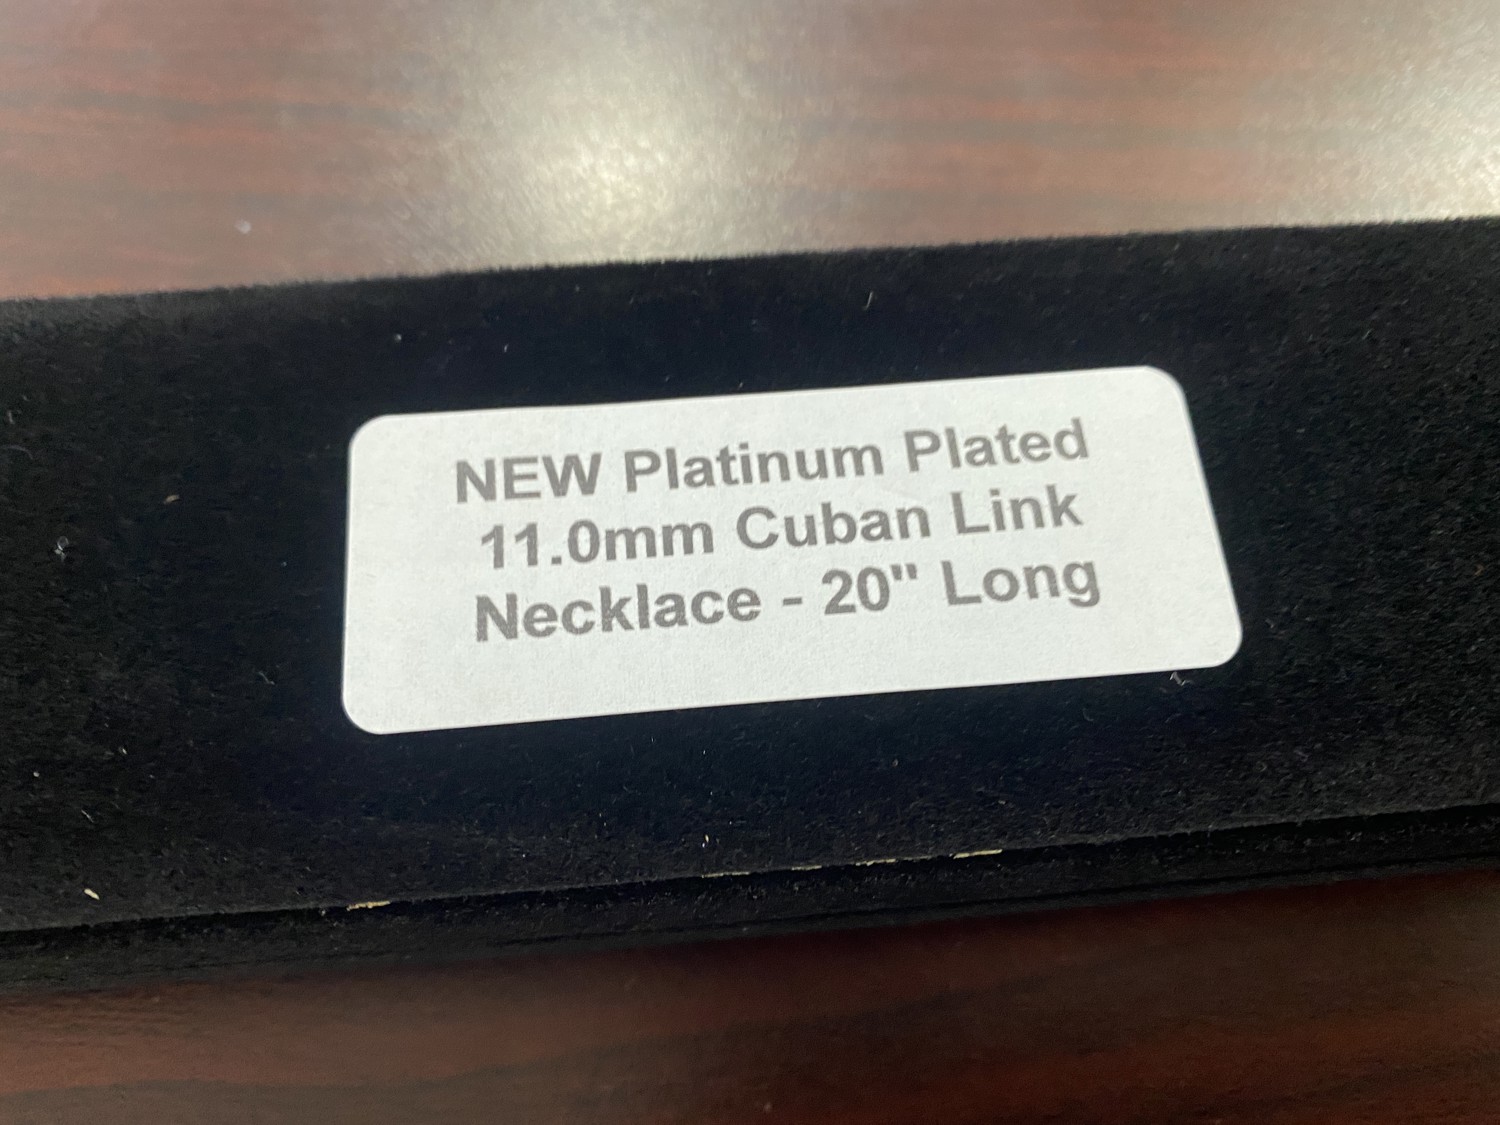 NEW Platinum Plated
11.0mm Cuban Link
Necklace - 20" Long